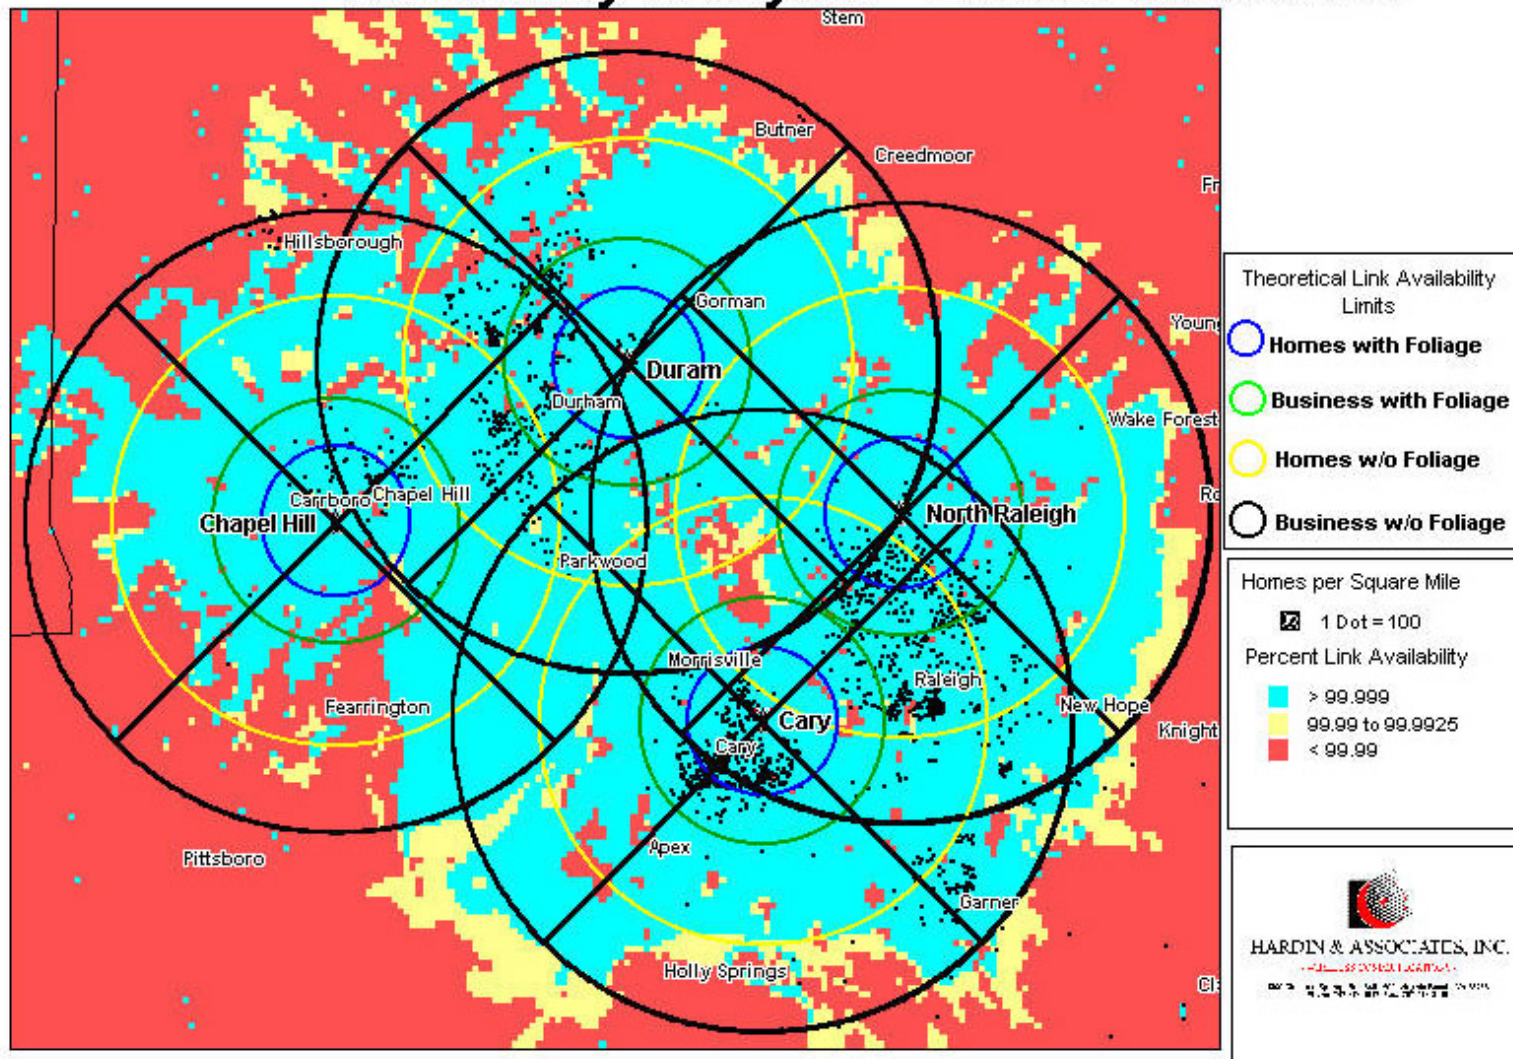 Stem
Butner
Creedmoor
Fr
Hillsborough
Gorman
Young
Duram
Durham
Wake Forest
Carrboro
Chapel Hill
Ro
Chapel Hill
North Raleigh
Parkwood
Morrisville
Raleigh
Fearrington
New Hope
Cary
Knight
Cary
Apex
Pittsboro
Garner
Holly Springs
Theoretical Link Availability
Limits
Homes with Foliage
Business with Foliage
Homes w/o Foliage
Business w/o Foliage
Homes per Square Mile
1 Dot = 100
Percent Link Availability
> 99.999
99.99 to 99.9925
< 99.99
HARDIN & ASSOCIATES, INC.